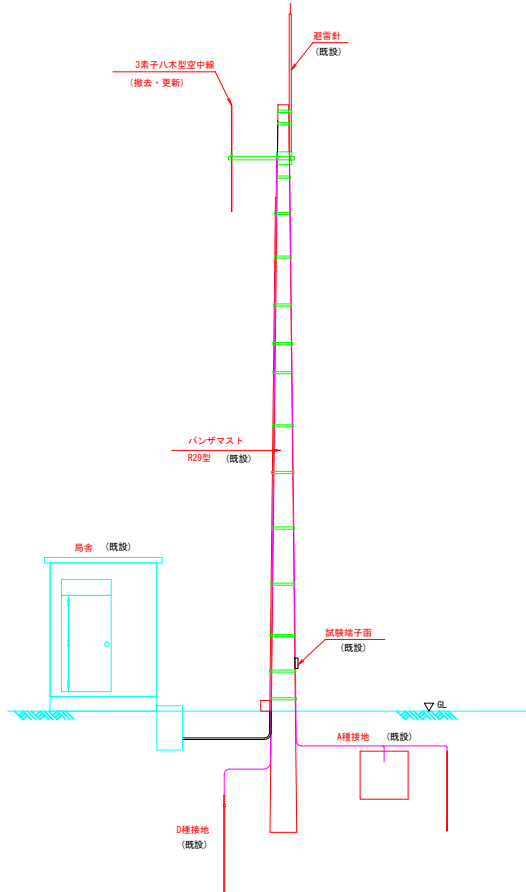 避雷針
(既設)
3素子八木型空中線
(撤去・更新)
パンザマスト
R29型 (既設)
局舎 (既設)
試験端子函
(既設)
GL
A種接地 (既設)
D種接地
(既設)